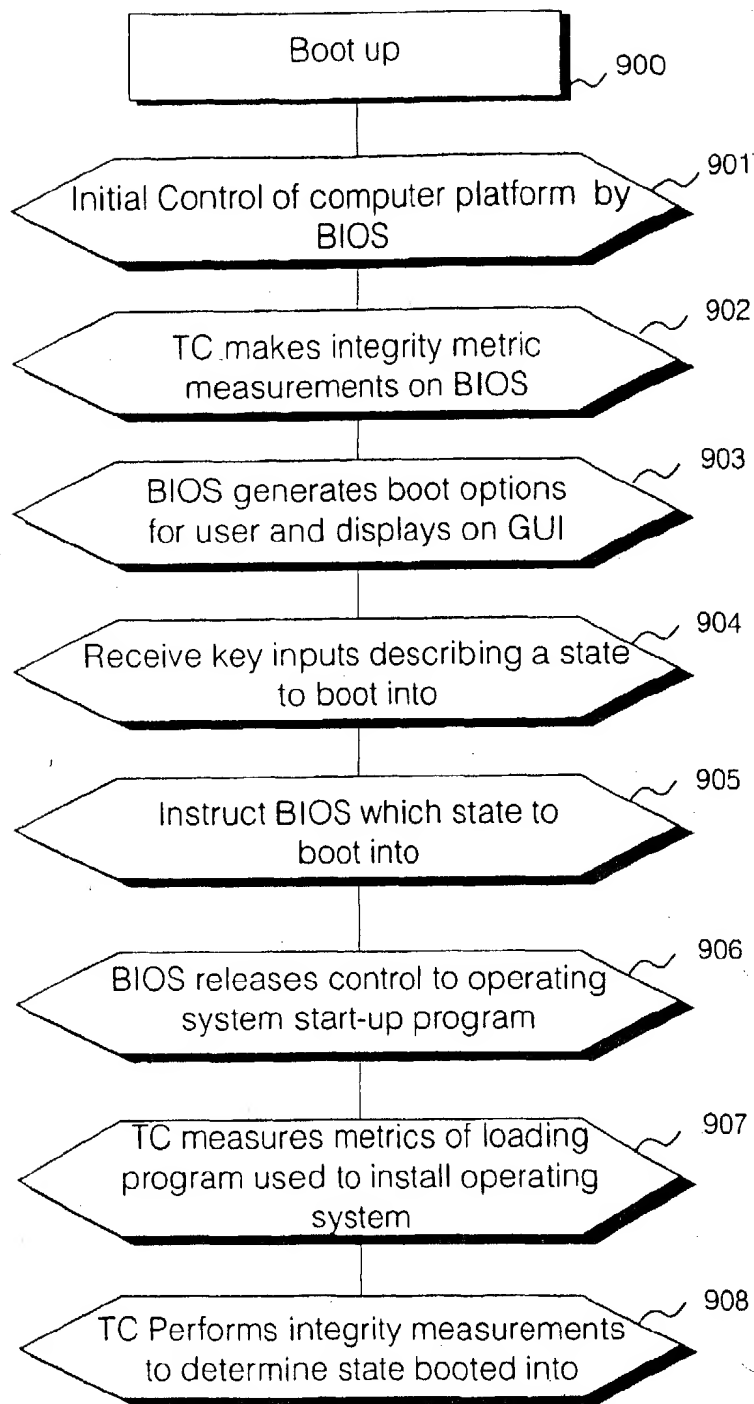 Boot up
900
901
Initial Control of computer platform by
BIOS
902
TC makes integrity metric
measurements on BIOS
903
BIOS generates boot options
for user and displays on GUI
904
Receive key inputs describing a state
to boot into
905
Instruct BIOS which state to
boot into
906
BIOS releases control to operating
system start-up program
907
TC measures metrics of loading
program used to install operating
system
908
TC Performs integrity measurements
to determine state booted into